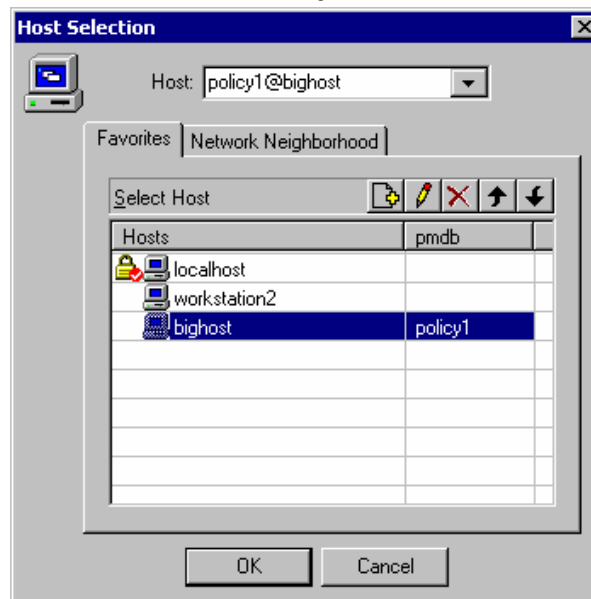 Host Selection
Host: policy1@bighost
Favorites Network Neighborhood
Select Host
Hosts pmdb
localhost
workstation2
bighost policy1
OK Cancel